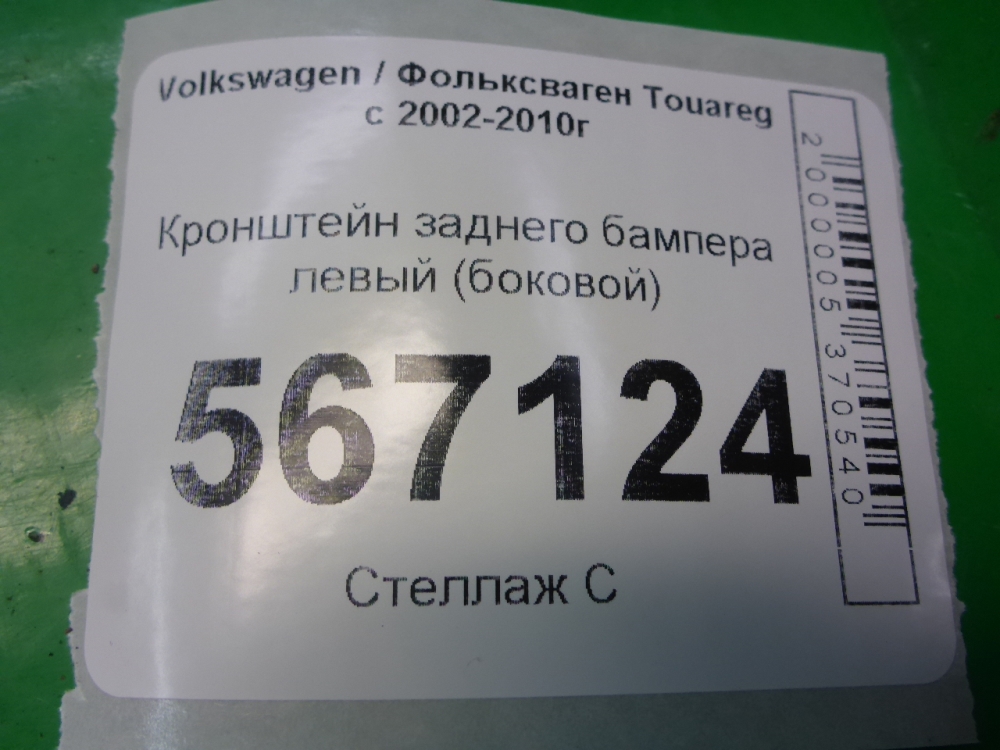 Volkswagen / Фольксваген Touareg
с 2002-2010г
Кронштейн заднего бампера
левый (боковой)
567124
Стеллаж С
2000005370540